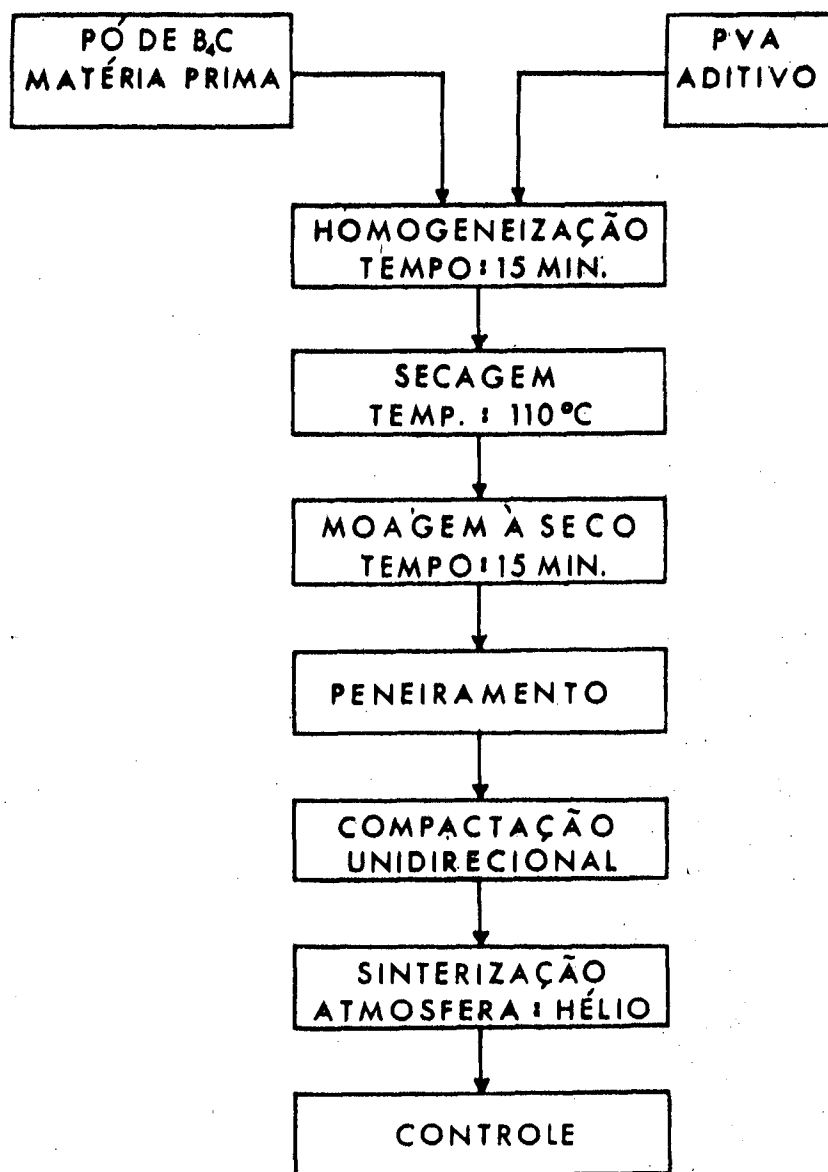 PÓ DE B₄C
MATÉRIA PRIMA
PVA
ADITIVO
HOMOGENEIZAÇÃO
TEMPO: 15 MIN.
SECAGEM
TEMP. : 110°C
MOAGEM À SECO
TEMPO: 15 MIN.
PENEIRAMENTO
COMPACTAÇÃO
UNIDIRECIONAL
SINTERIZAÇÃO
ATMOSFERA : HÉLIO
CONTROLE